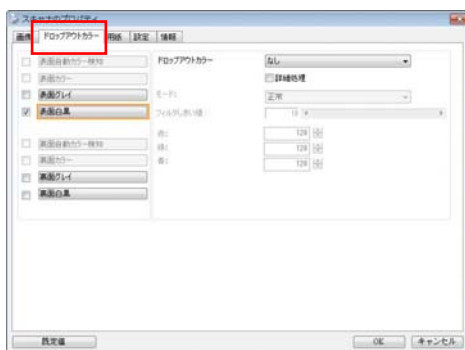 スキャナのプロパティ
画像 ドロップアウトカラー 用紙 設定 情報
表面自動カラー検知
表面カラー
表面グレイ
表面白黒
裏面自動カラー検知
裏面カラー
裏面グレイ
裏面白黒
ドロップアウトカラー なし
詳細処理
モード: 正常
フィルタしきい値 10
赤: 128
緑: 128
青: 128
既定値 OK キャンセル